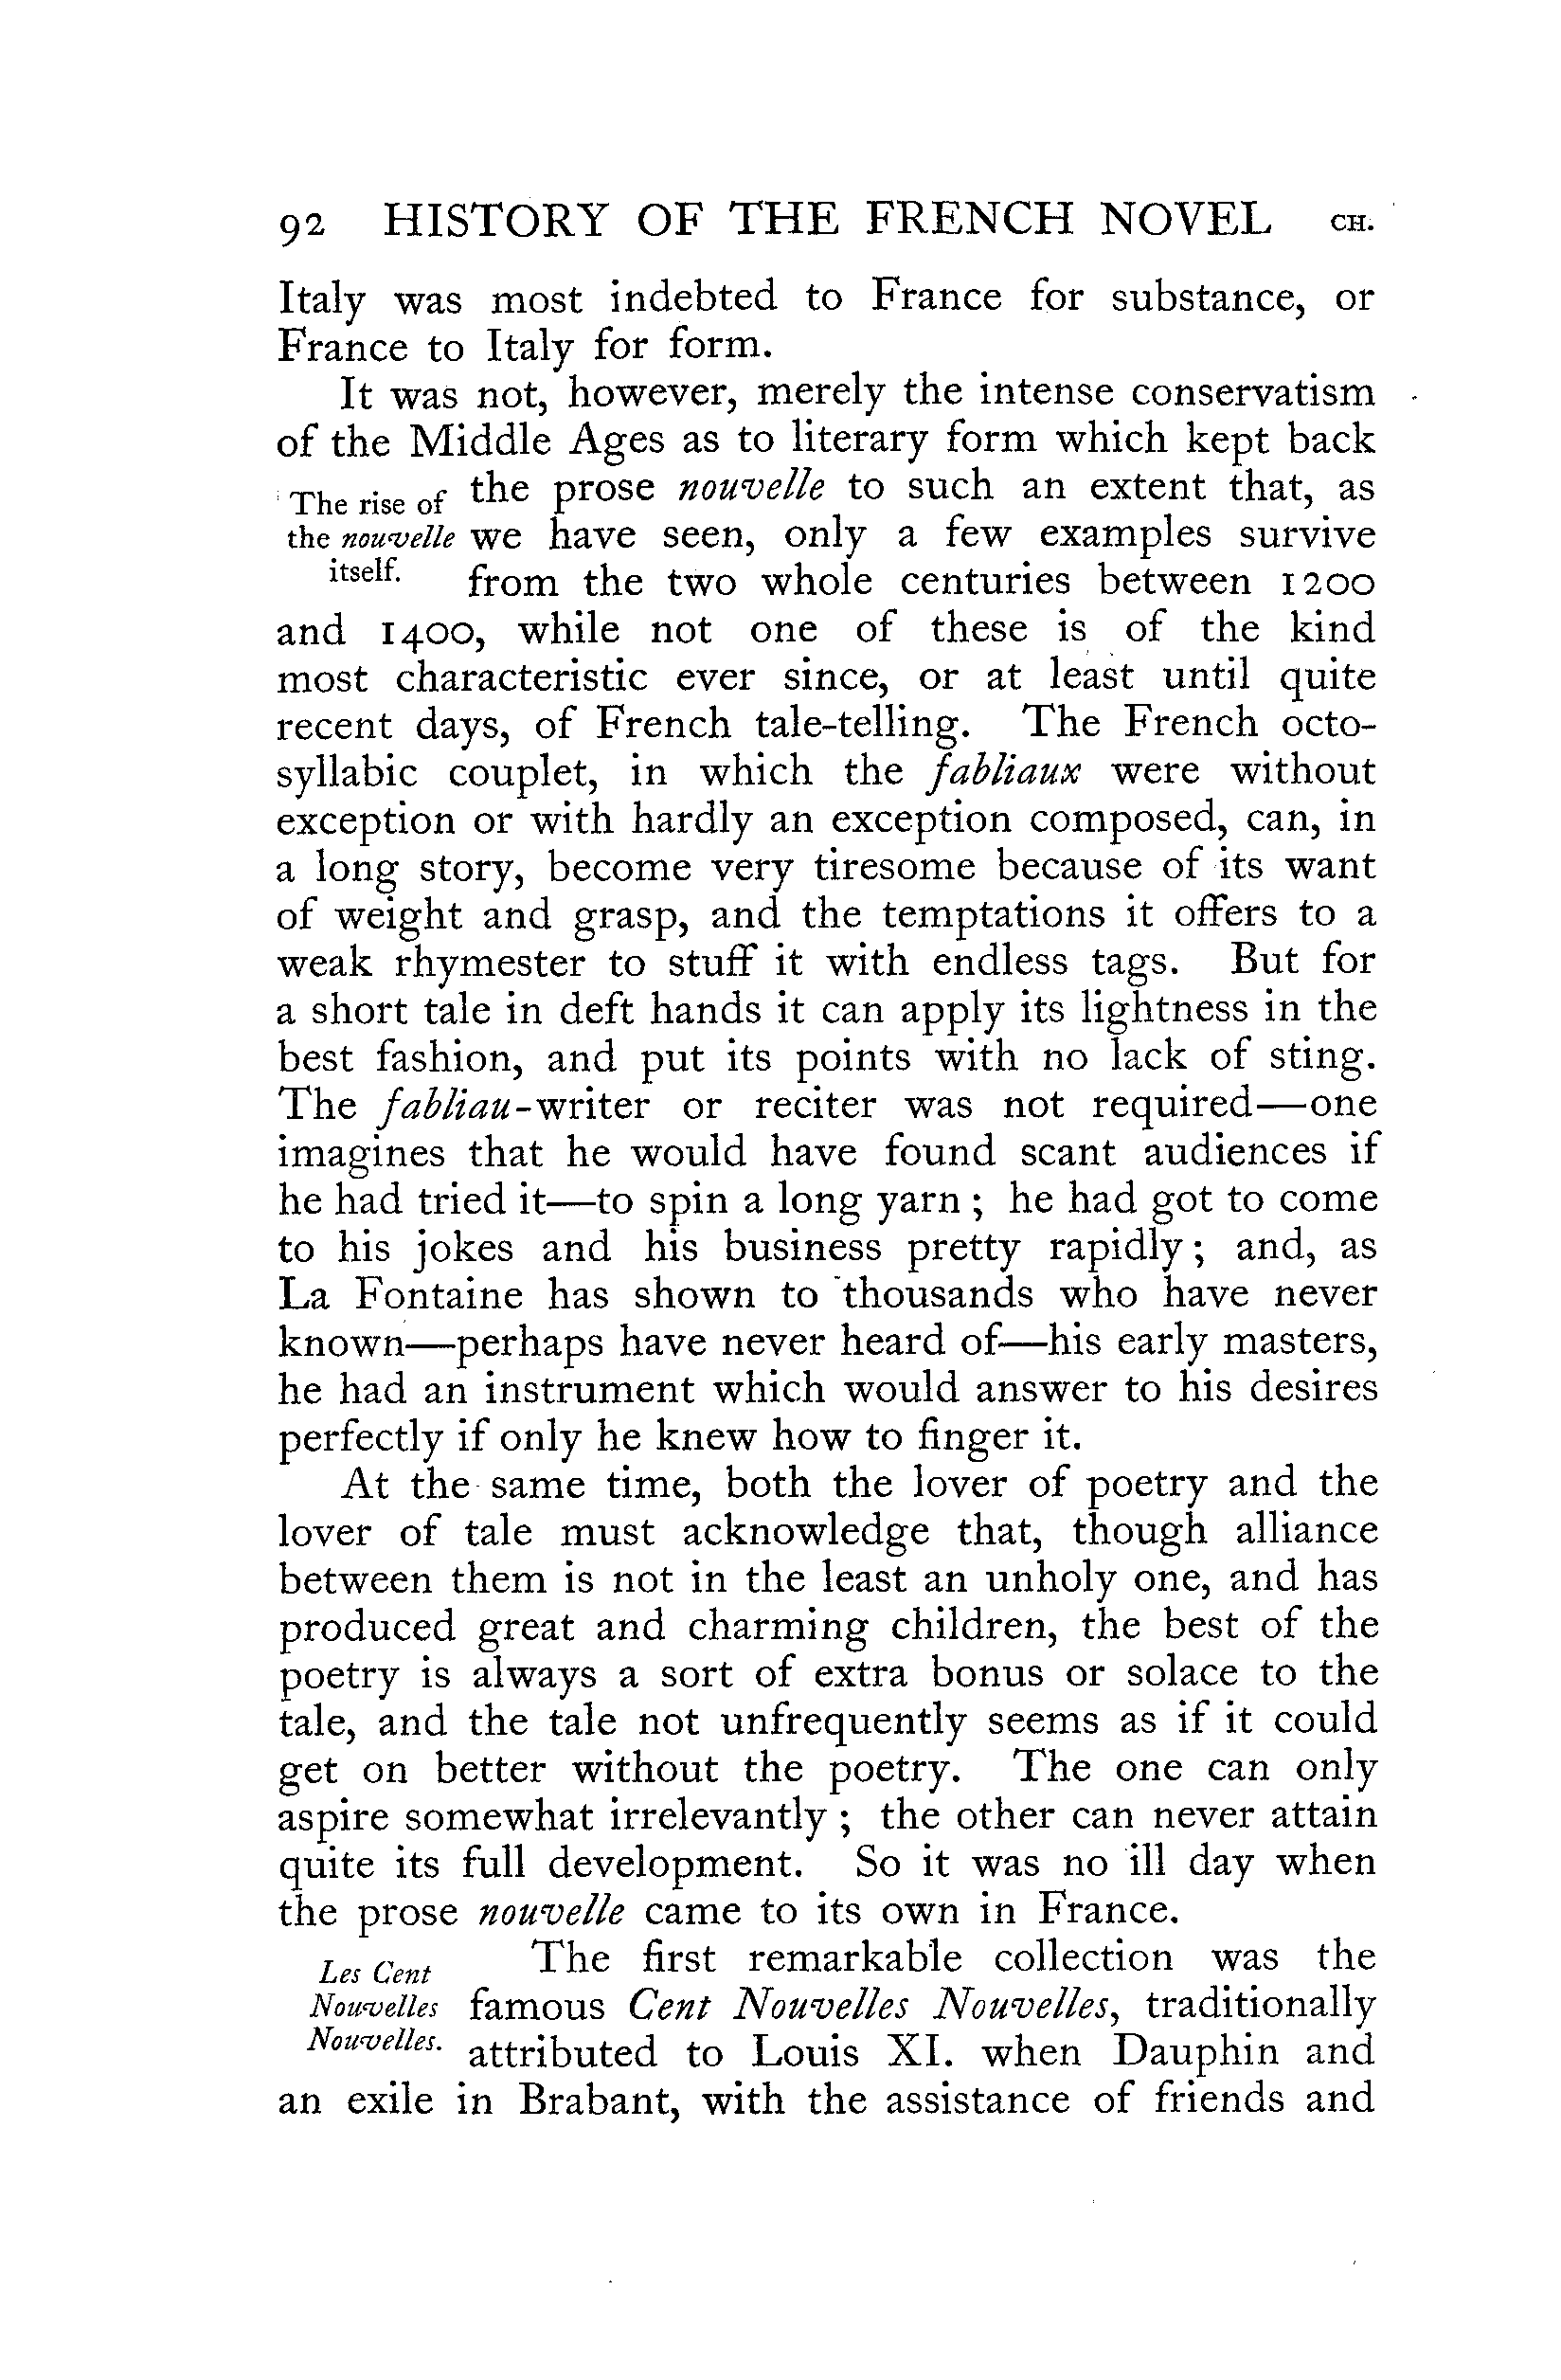 92 HISTORY OF THE FRENCH NOVEL CH.
Italy was most indebted to France for substance, or
France to Italy for form.
It was not, however, merely the intense conservatism
of the Middle Ages as to literary form which kept back
The rise of
the nouvelle
itself.
the prose nouvelle to such an extent that, as
we have seen, only a few examples survive
from the two whole centuries between 1200
and 1400, while not one of these is of the kind
most characteristic ever since, or at least until quite
recent days, of French tale-telling. The French octo-
syllabic couplet, in which the fabliaux were without
exception or with hardly an exception composed, can, in
a long story, become very tiresome because of its want
of weight and grasp, and the temptations it offers to a
weak rhymester to stuff it with endless tags. But for
a short tale in deft hands it can apply its lightness in the
best fashion, and put its points with no lack of sting.
The fabliau-writer or reciter was not required—one
imagines that he would have found scant audiences if
he had tried it—to spin a long yarn ; he had got to come
to his jokes and his business pretty rapidly ; and, as
La Fontaine has shown to thousands who have never
known—perhaps have never heard of—his early masters,
he had an instrument which would answer to his desires
perfectly if only he knew how to finger it.
At the same time, both the lover of poetry and the
lover of tale must acknowledge that, though alliance
between them is not in the least an unholy one, and has
produced great and charming children, the best of the
poetry is always a sort of extra bonus or solace to the
tale, and the tale not unfrequently seems as if it could
get on better without the poetry. The one can only
aspire somewhat irrelevantly ; the other can never attain
quite its full development. So it was no ill day when
the prose nouvelle came to its own in France.
Les Cent
Nouvelles
Nouvelles.
The first remarkable collection was the
famous Cent Nouvelles Nouvelles, traditionally
attributed to Louis XI. when Dauphin and
an exile in Brabant, with the assistance of friends and